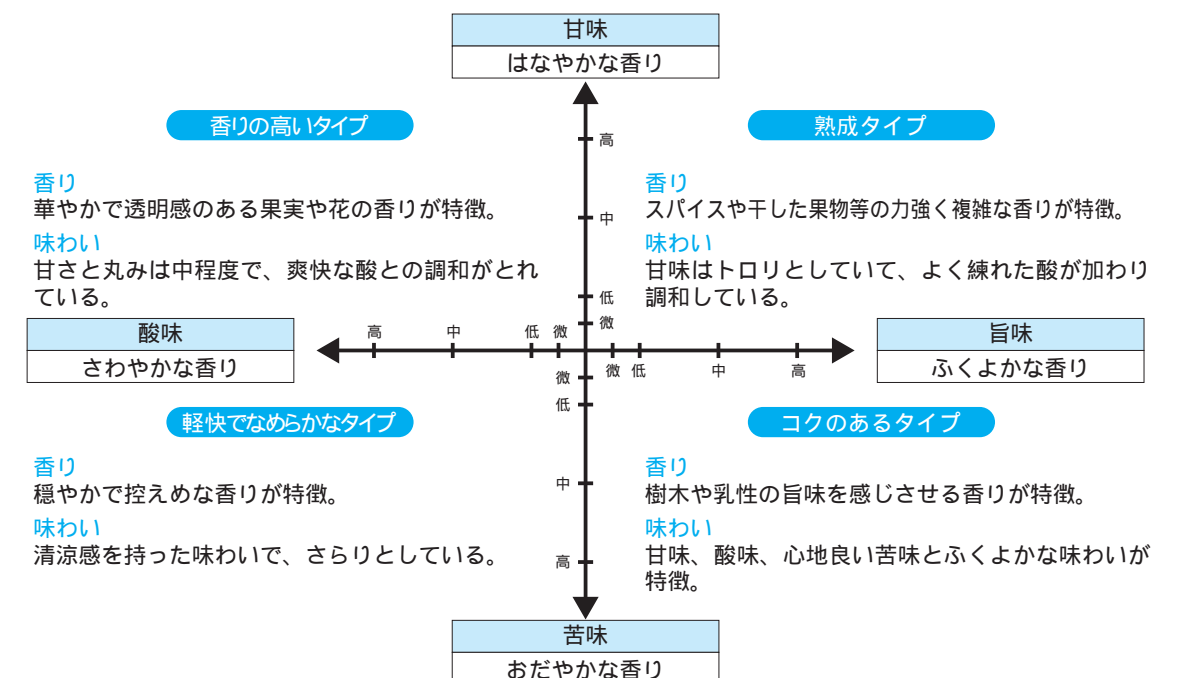 甘味
はなやかな香り
香りの高いタイプ
香り
華やかで透明感のある果実や花の香りが特徴。
味わい
甘さと丸みは中程度で、爽快な酸との調和がとれ
ている。
熟成タイプ
香り
スパイスや干した果物等の力強く複雑な香りが特徴。
味わい
甘味はトロリとしていて、よく練れた酸が加わり
調和している。
高
中
低
微
酸味
さわやかな香り
高 中 低 微
微 低 中 高
旨味
ふくよかな香り
微
低
中
高
軽快でなめらかなタイプ
香り
穏やかで控えめな香りが特徴。
味わい
清涼感を持った味わいで、さらりとしている。
コクのあるタイプ
香り
樹木や乳性の旨味を感じさせる香りが特徴。
味わい
甘味、酸味、心地良い苦味とふくよかな味わいが
特徴。
苦味
おだやかな香り